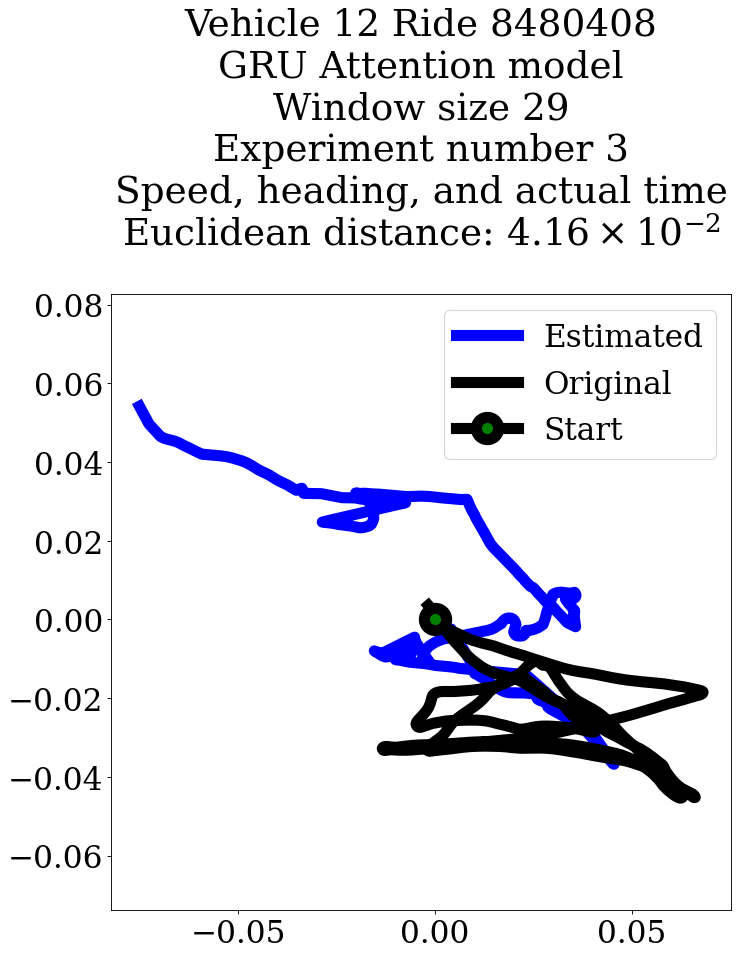 Vehicle 12 Ride 8480408
GRU Attention model
Window size 29
Experiment number 3
Speed, heading, and actual time
Euclidean distance: 4.16 × 10⁻²
Estimated
Original
Start
0.08
0.06
0.04
0.02
0.00
−0.02
−0.04
−0.06
−0.05
0.00
0.05